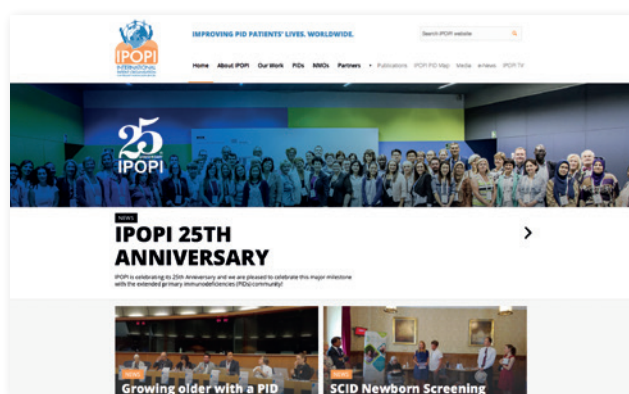 IMPROVING PID PATIENTS' LIVES. WORLDWIDE.
Search IPOPI website
IPOPI
INTERNATIONAL
Home About IPOPI Our Work PIDs NMOs Partners • Publications IPOPI PID Map Media e-news IPOPI TV
25
ANNIVERSARY
IPOPI
NEWS
IPOPI 25TH
ANNIVERSARY
IPOPI is celebrating its 25th Anniversary and we are pleased to celebrate this major milestone
with the extended primary immunodeficiencies (PIDs) community!
NEWS
Growing older with a PID
NEWS
SCID Newborn Screening